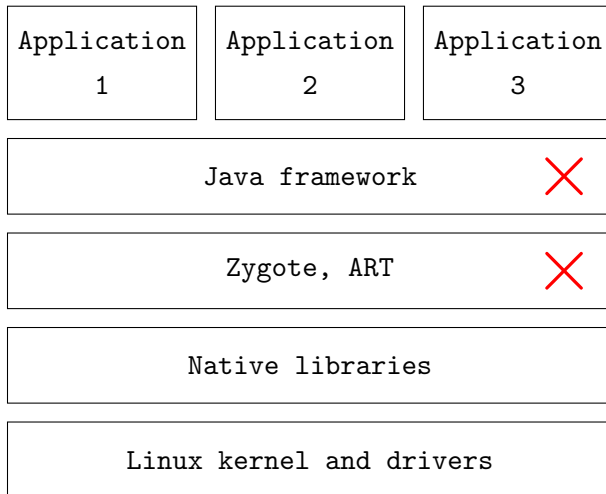 Application Application Application
1 2 3
Java framework
Zygote, ART
Native libraries
Linux kernel and drivers